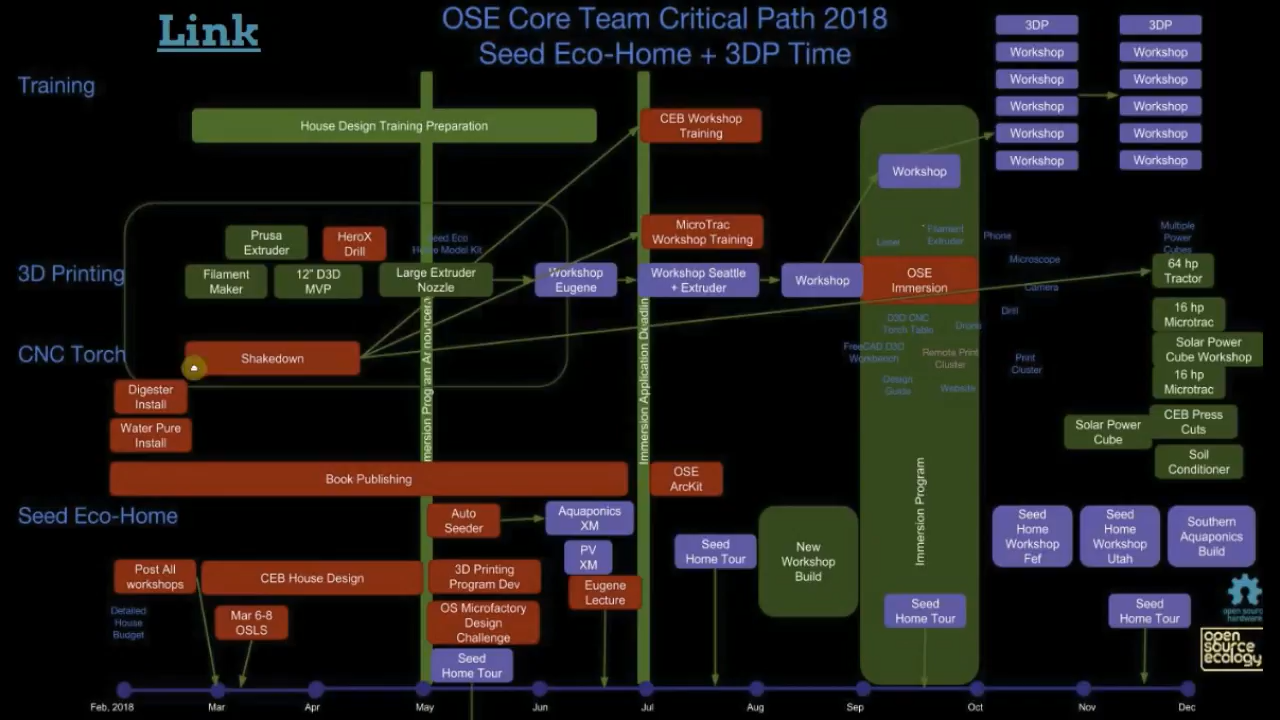 Link
OSE Core Team Critical Path 2018
Seed Eco-Home + 3DP Time
3DP
Workshop
Workshop
Workshop
Workshop
Workshop
3DP
Workshop
Workshop
Workshop
Workshop
Workshop
Training
House Design Training Preparation
CEB Workshop
Training
Workshop
Prusa
Extruder
HeroX
Drill
Seed Eco
Home Model Kit
MicroTrac
Workshop Training
Laser
Filament
Extruder
Phone
Microscope
Camera
Drill
Multiple
Power
Cubes
3D Printing
Filament
Maker
12" D3D
MVP
Large Extruder
Nozzle
Workshop
Eugene
Workshop Seattle
+ Extruder
Workshop
OSE
Immersion
64 hp
Tractor
16 hp
Microtrac
D3D CNC
Torch Table
Drone
FreeCAD D3D
Workbench
Remote Print
Cluster
Print
Cluster
Design
Guide
Website
Solar Power
Cube Workshop
16 hp
Microtrac
CNC Torch
Shakedown
Digester
Install
Water Pure
Install
Solar Power
Cube
CEB Press
Cuts
Soil
Conditioner
Immersion Application Deadlin
Immersion Program
Book Publishing
OSE
ArcKit
Seed Eco-Home
Auto
Seeder
Aquaponics
XM
PV
XM
Seed
Home Tour
New
Workshop
Build
Seed
Home
Workshop
Fef
Seed
Home
Workshop
Utah
Southern
Aquaponics
Build
Post All
workshops
CEB House Design
3D Printing
Program Dev
Eugene
Lecture
Detailed
House
Budget
Mar 6-8
OSLS
OS Microfactory
Design
Challenge
Seed
Home Tour
Seed
Home Tour
Seed
Home Tour
open sourc
hardware
open
source
ecology
Feb, 2018
Mar
Apr
May
Jun
Jul
Aug
Sep
Oct
Nov
Dec